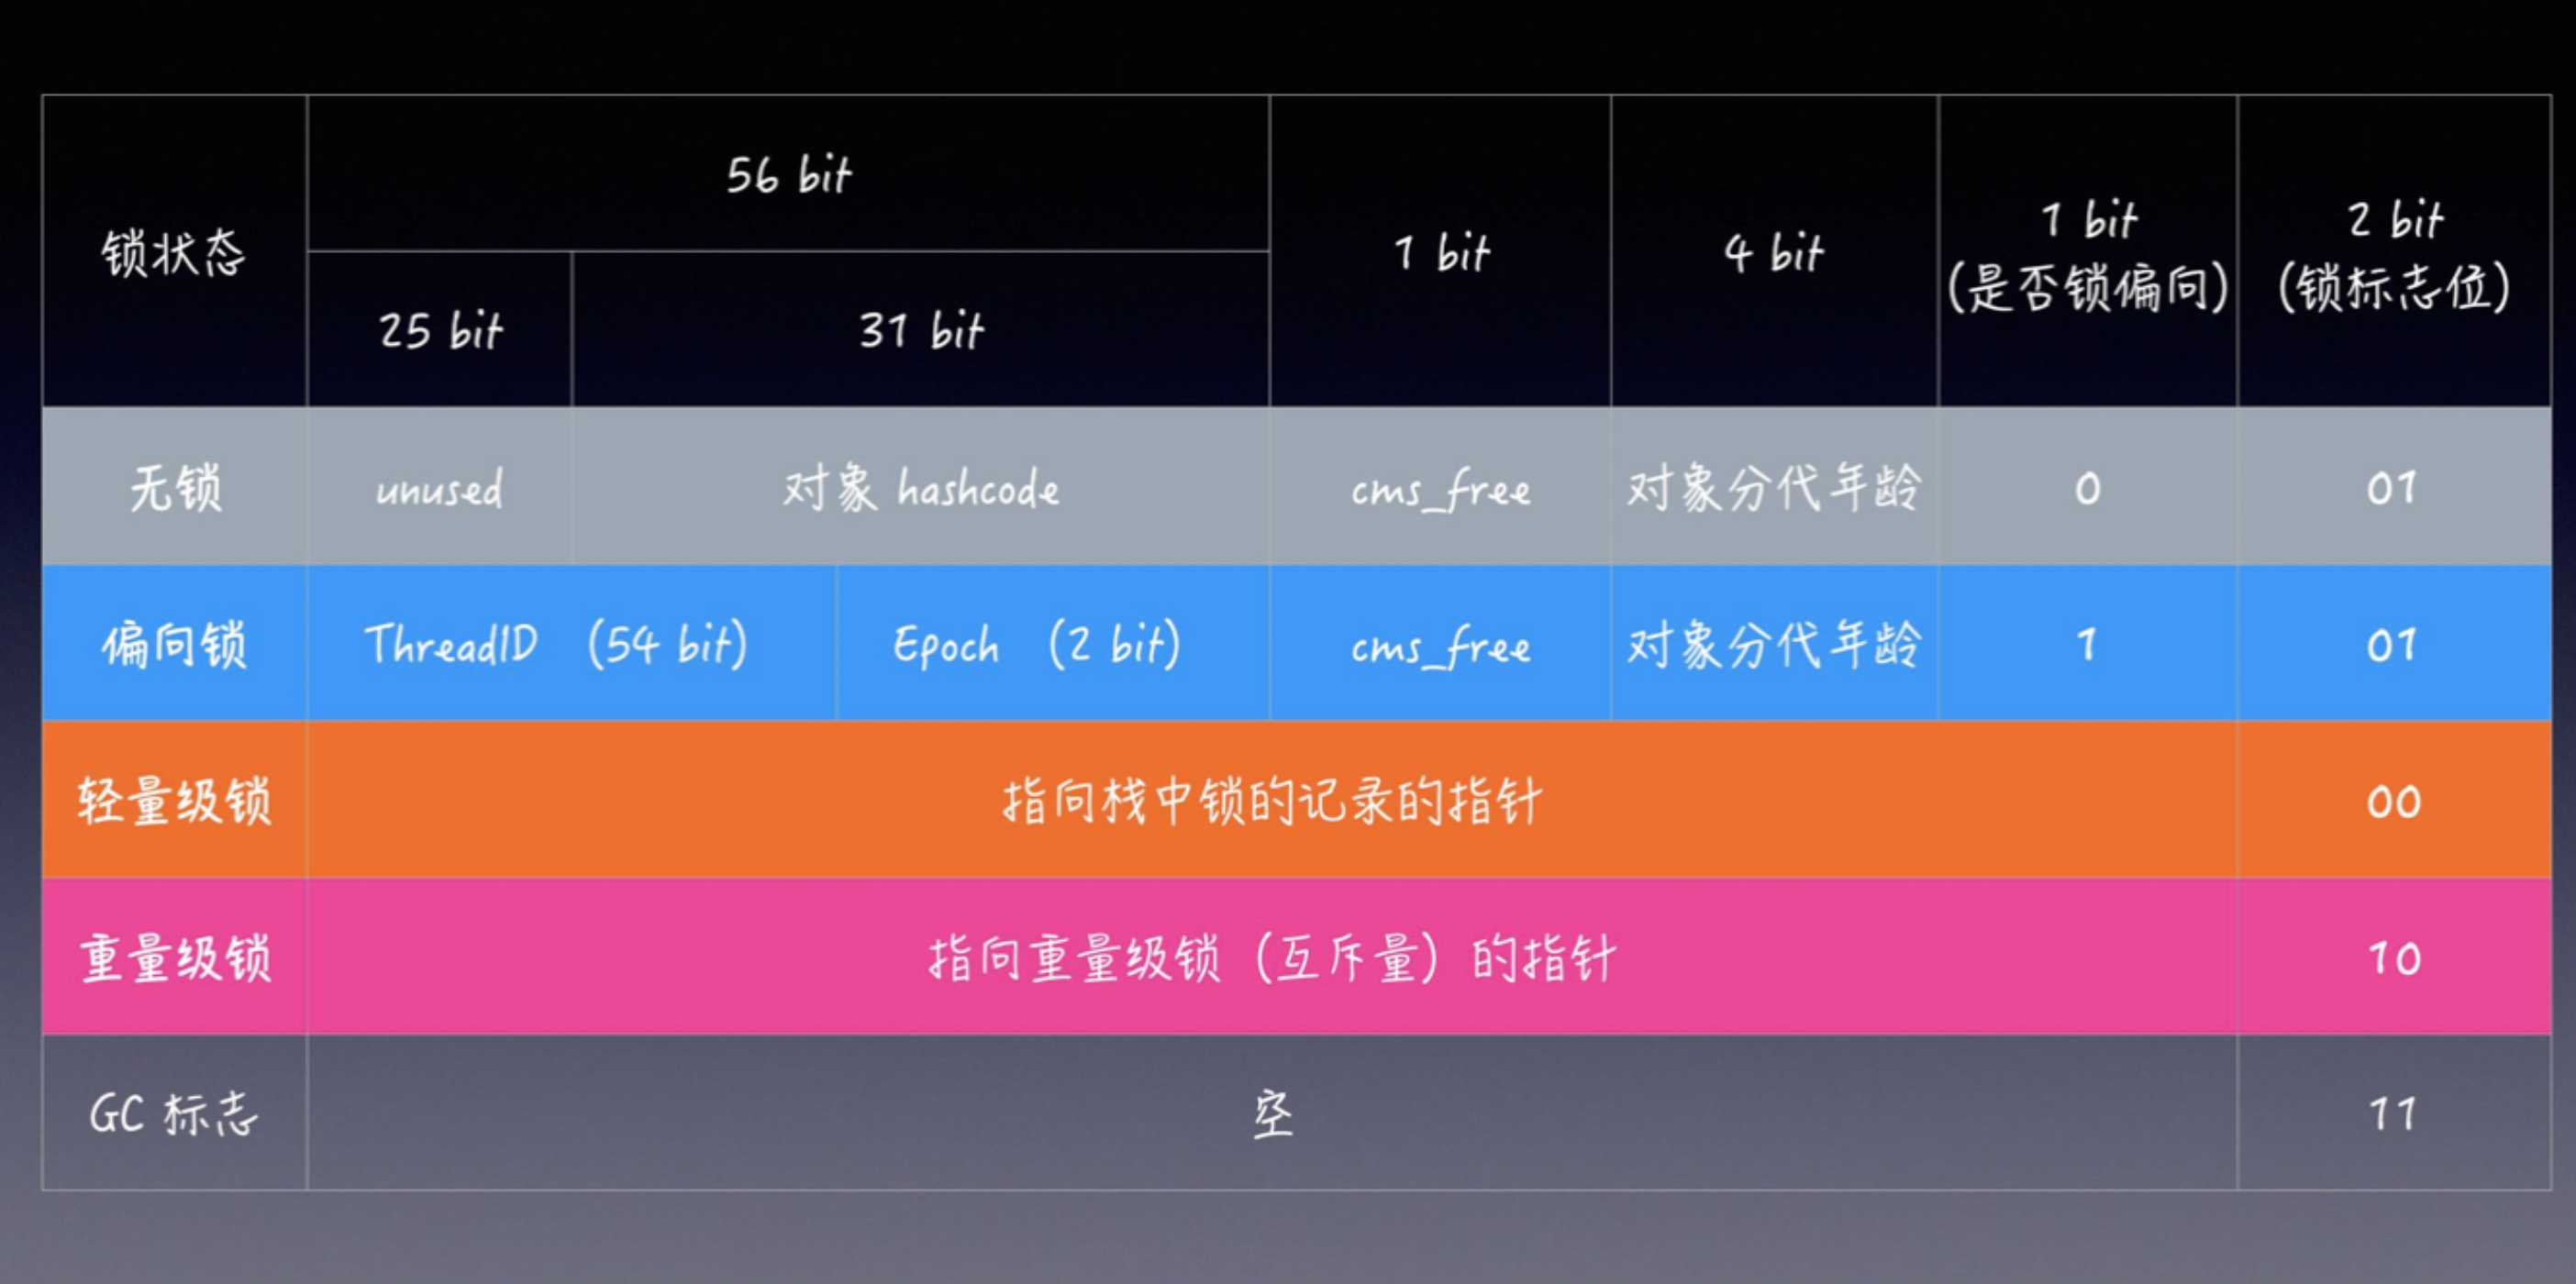 锁状态
56 bit
25 bit
31 bit
1 bit
4 bit
1 bit
(是否锁偏向)
2 bit
(锁标志位)
无锁
unused
对象 hashcode
cms_free
对象分代年龄
0
01
偏向锁
ThreadID (54 bit)
Epoch (2 bit)
cms_free
对象分代年龄
1
01
轻量级锁
指向栈中锁的记录的指针
00
重量级锁
指向重量级锁（互斥量）的指针
10
GC 标志
空
11